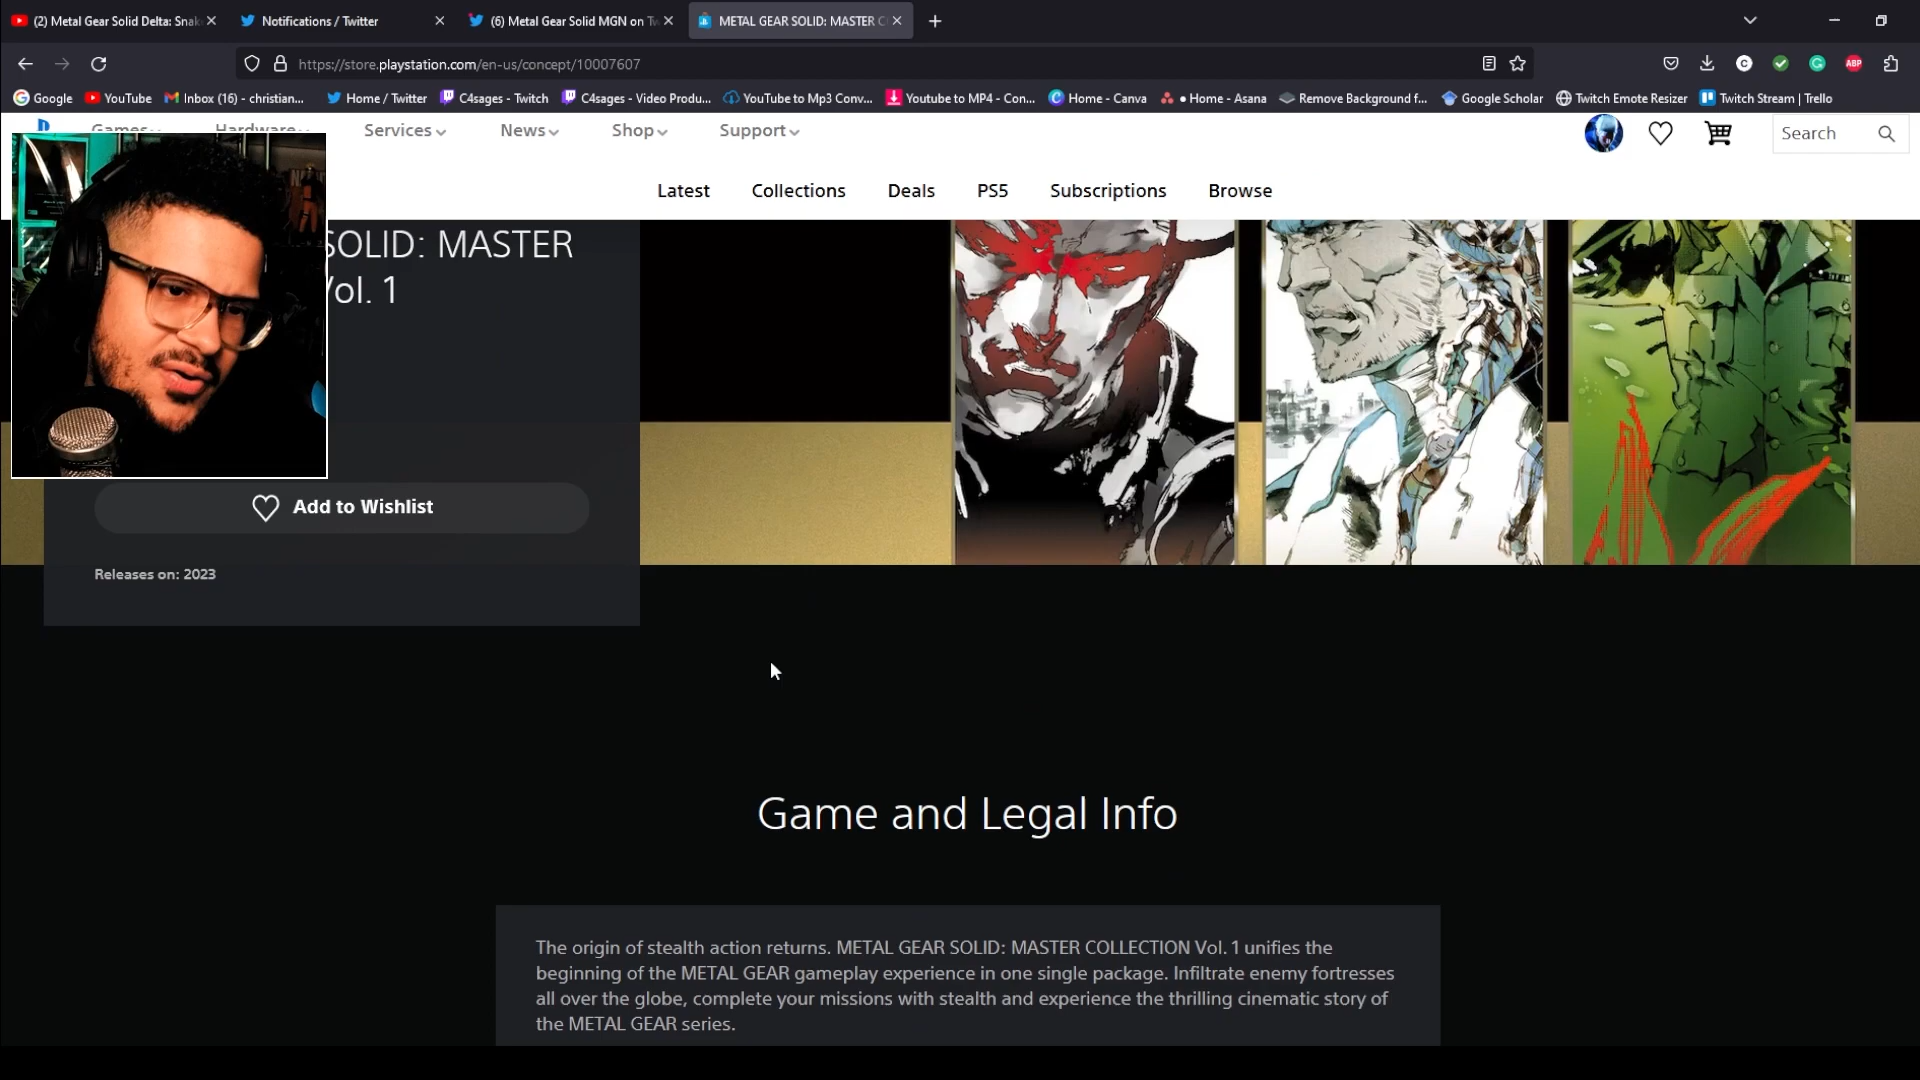 (2) Metal Gear Solid Delta: Snak
Notifications / Twitter
(6) Metal Gear Solid MGN on Tw
METAL GEAR SOLID: MASTER C
https://store.playstation.com/en-us/concept/10007607
Google
YouTube
Inbox (16) - christian...
Home / Twitter
C4sages - Twitch
C4sages - Video Produ...
YouTube to Mp3 Conv...
Youtube to MP4 - Con...
Home - Canva
● Home - Asana
Remove Background f...
Google Scholar
Twitch Emote Resizer
Twitch Stream | Trello
Games
Hardware
Services
News
Shop
Support
Search
Latest
Collections
Deals
PS5
Subscriptions
Browse
SOLID: MASTER
Vol. 1
Add to Wishlist
Releases on: 2023
Game and Legal Info
The origin of stealth action returns. METAL GEAR SOLID: MASTER COLLECTION Vol. 1 unifies the
beginning of the METAL GEAR gameplay experience in one single package. Infiltrate enemy fortresses
all over the globe, complete your missions with stealth and experience the thrilling cinematic story of
the METAL GEAR series.